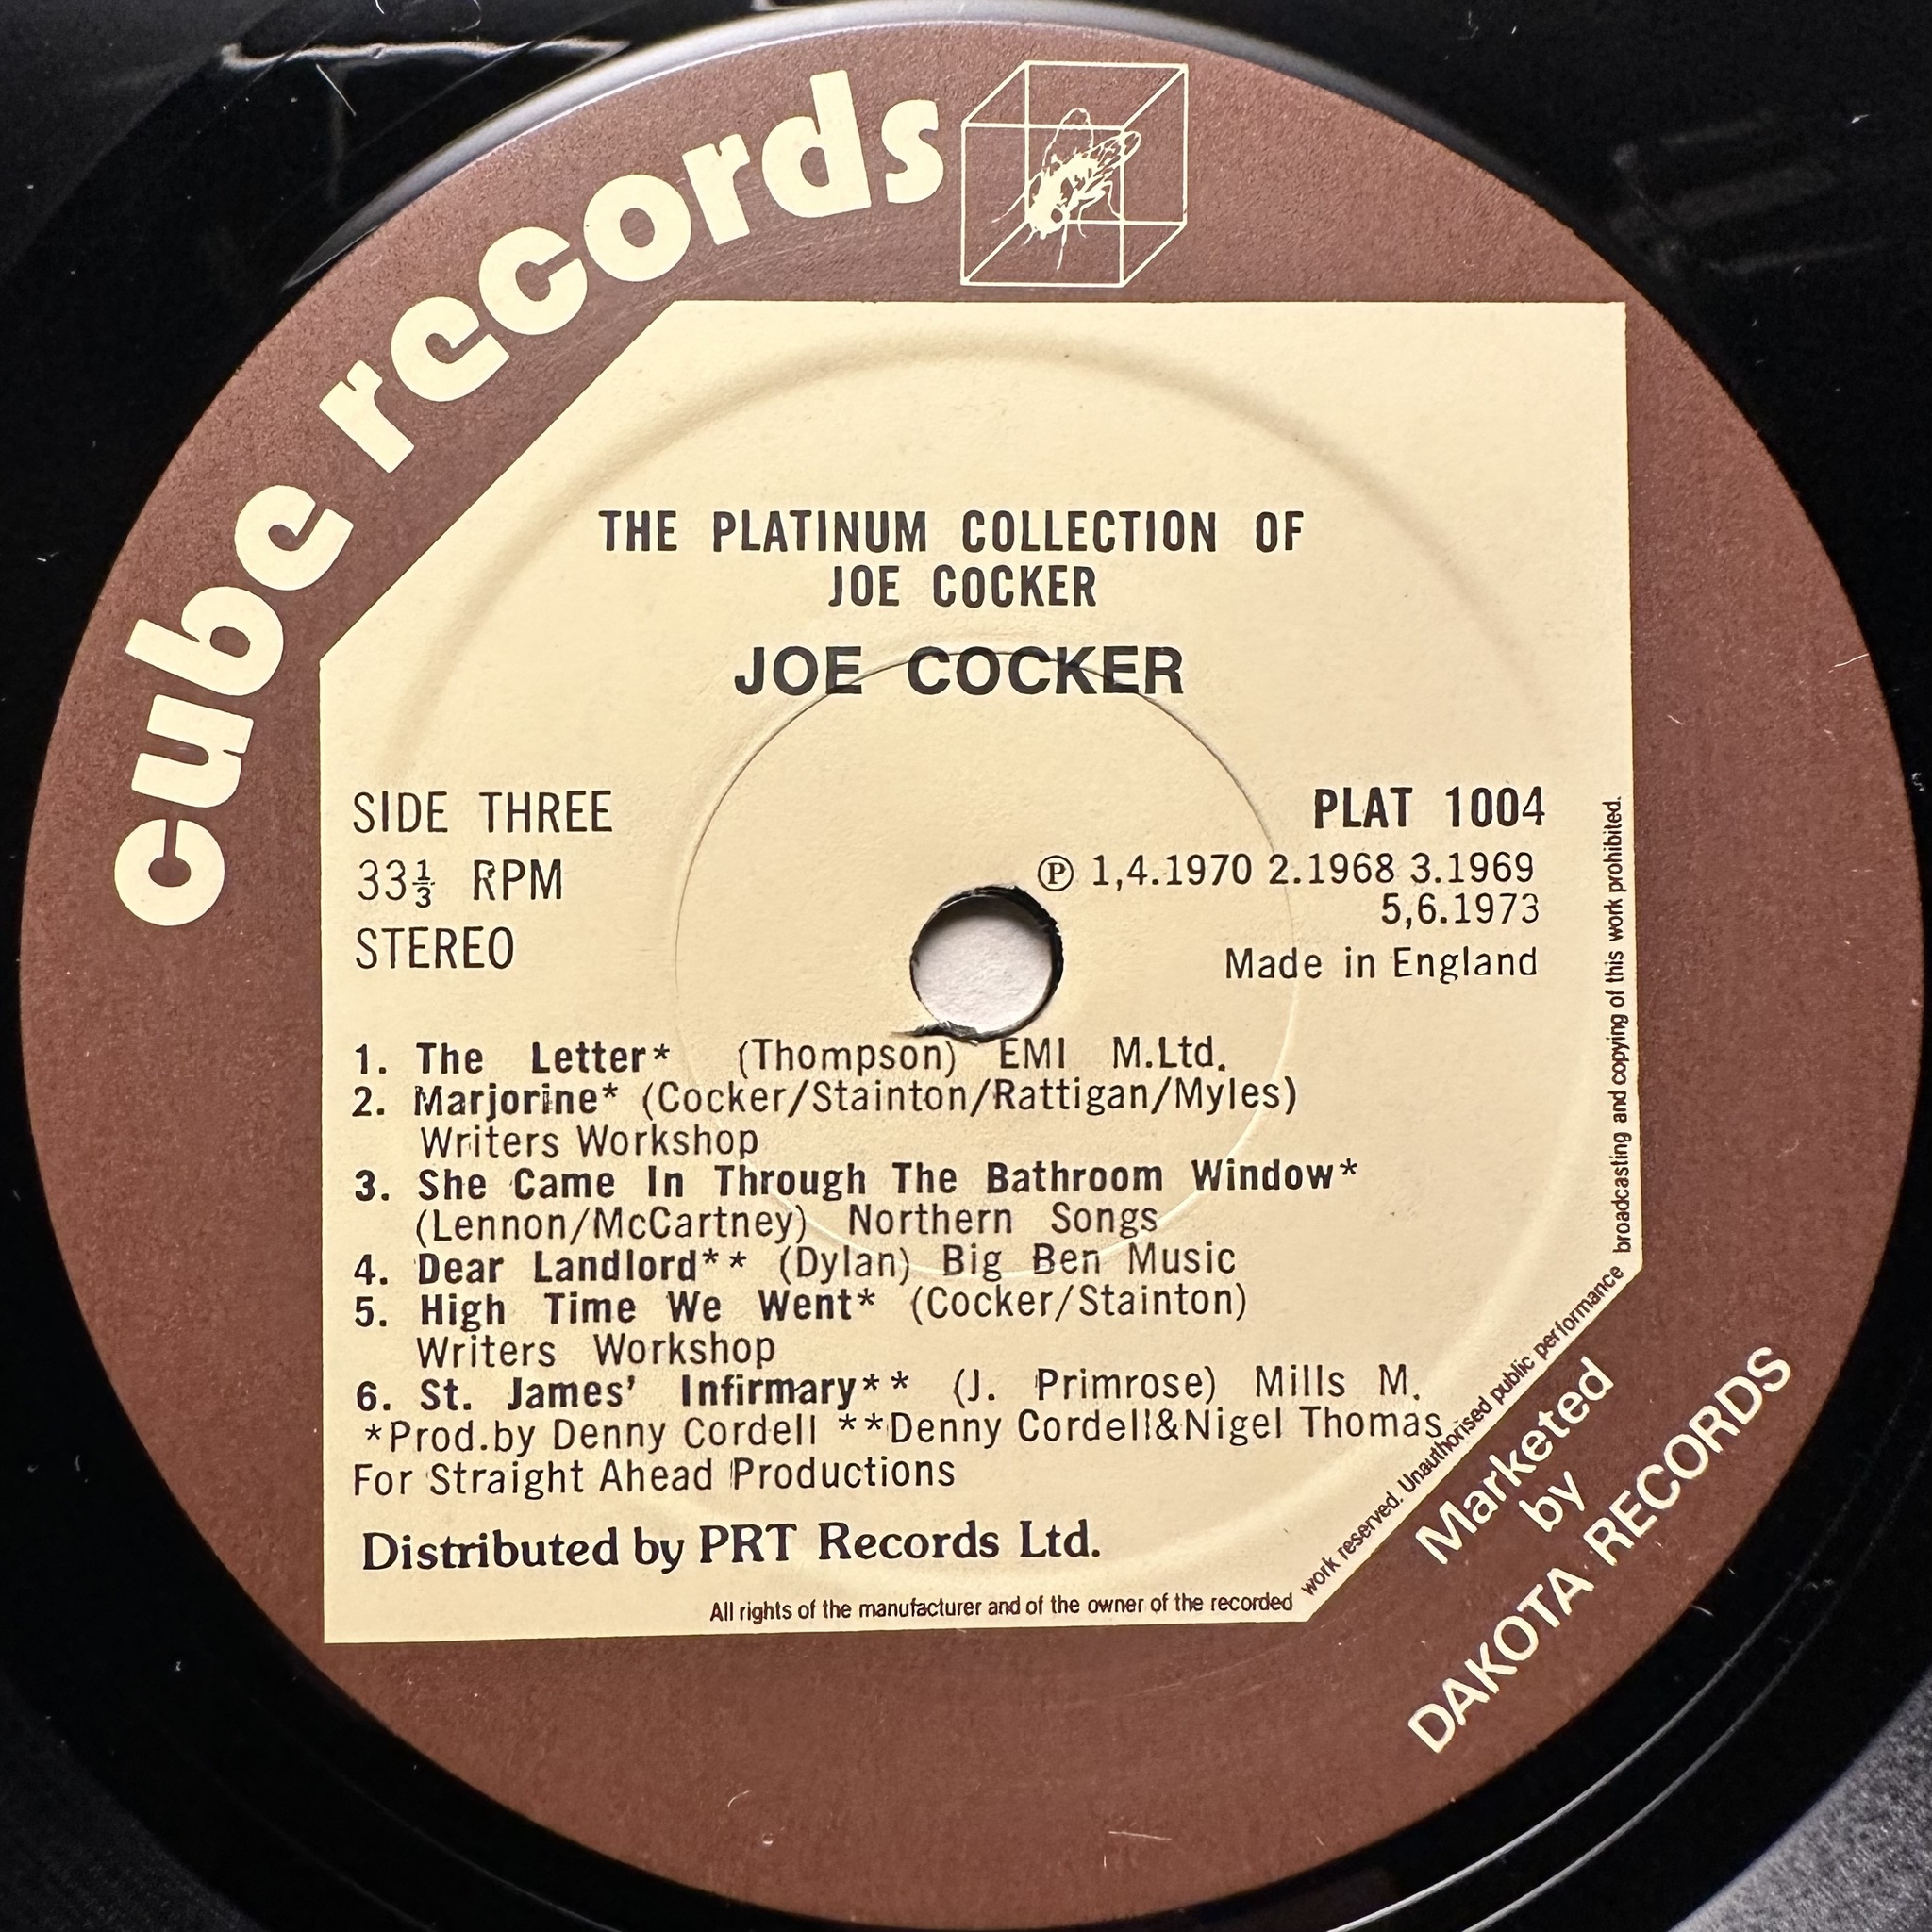 cube records
THE PLATINUM COLLECTION OF
JOE COCKER
JOE COCKER
SIDE THREE
33⅓ RPM
STEREO
PLAT 1004
Ⓟ 1,4.1970 2.1968 3.1969
5,6.1973
Made in England
1. The Letter* (Thompson) EMI M.Ltd.
2. Marjorine* (Cocker/Stainton/Rattigan/Myles)
Writers Workshop
3. She Came In Through The Bathroom Window*
(Lennon/McCartney) Northern Songs
4. Dear Landlord** (Dylan) Big Ben Music
5. High Time We Went* (Cocker/Stainton)
Writers Workshop
6. St. James' Infirmary** (J. Primrose) Mills M.
*Prod.by Denny Cordell **Denny Cordell&Nigel Thomas
For Straight Ahead Productions
Distributed by PRT Records Ltd.
All rights of the manufacturer and of the owner of the recorded
work reserved. Unauthorised public performance
broadcasting and copying of this work prohibited.
Marketed
by
DAKOTA RECORDS